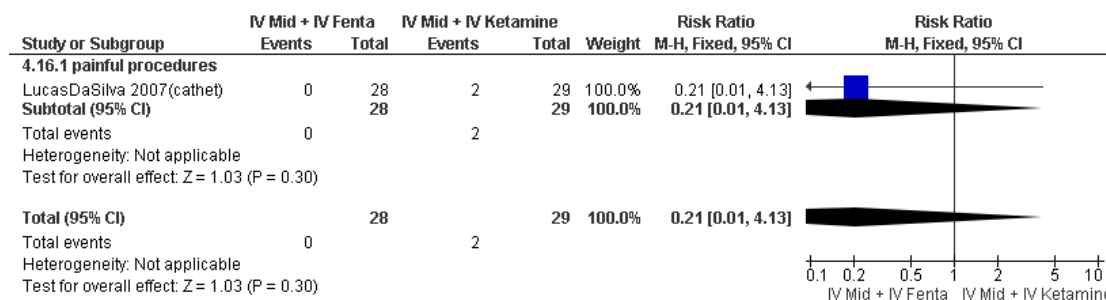 IV Mid + IV Fenta IV Mid + IV Ketamine Risk Ratio Risk Ratio
Study or Subgroup Events Total Events Total Weight M-H, Fixed, 95% CI M-H, Fixed, 95% CI
4.16.1 painful procedures
LucasDaSilva 2007(cathet) 0 28 2 29 100.0% 0.21 [0.01, 4.13]
Subtotal (95% CI) 28 29 100.0% 0.21 [0.01, 4.13]
Total events 0 2
Heterogeneity: Not applicable
Test for overall effect: Z = 1.03 (P = 0.30)
Total (95% CI) 28 29 100.0% 0.21 [0.01, 4.13]
Total events 0 2
Heterogeneity: Not applicable
Test for overall effect: Z = 1.03 (P = 0.30)
0.1 0.2 0.5 1 2 5 10
IV Mid + IV Fenta IV Mid + IV Ketamine